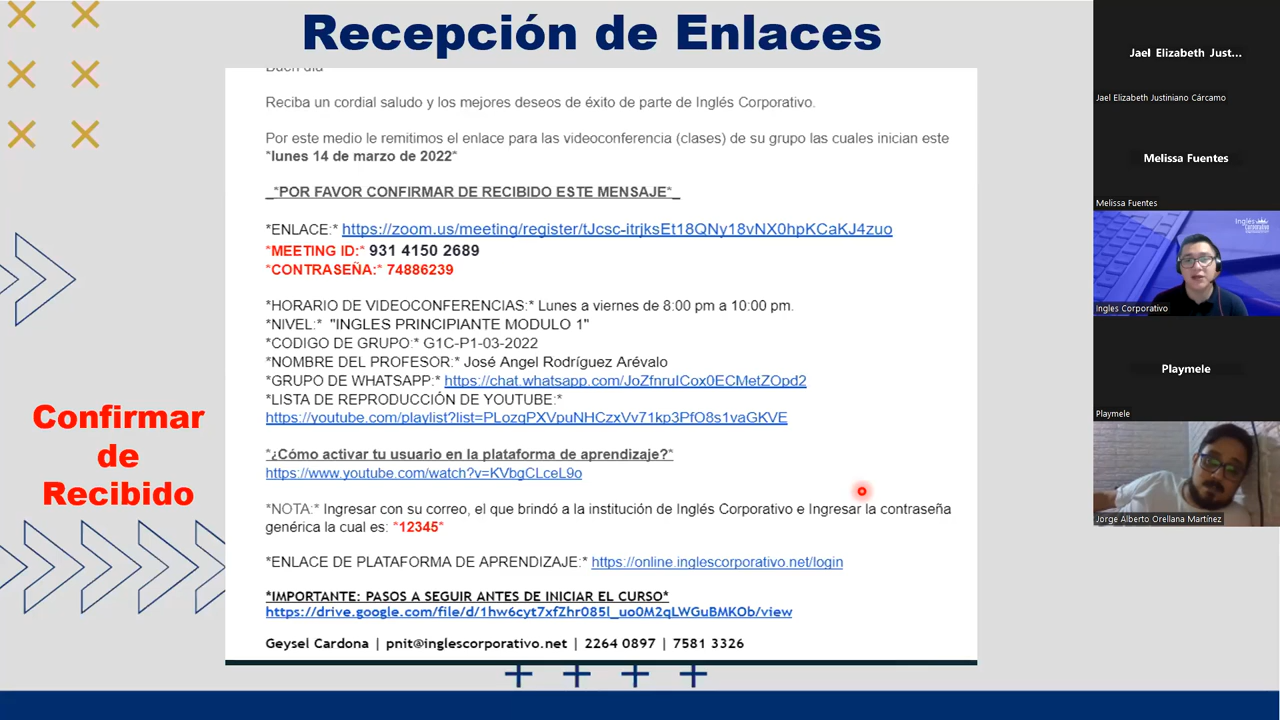 Recepción de Enlaces
Buen día
Reciba un cordial saludo y los mejores deseos de éxito de parte de Inglés Corporativo.
Por este medio le remitimos el enlace para las videoconferencia (clases) de su grupo las cuales inician este
*lunes 14 de marzo de 2022*
_*POR FAVOR CONFIRMAR DE RECIBIDO ESTE MENSAJE*_
*ENLACE:* https://zoom.us/meeting/register/tJcsc-itrjksEt18QNy18vNX0hpKCaKJ4zuo
*MEETING ID:* 931 4150 2689
*CONTRASEÑA:* 74886239
*HORARIO DE VIDEOCONFERENCIAS:* Lunes a viernes de 8:00 pm a 10:00 pm.
*NIVEL:* "INGLES PRINCIPIANTE MODULO 1"
*CODIGO DE GRUPO:* G1C-P1-03-2022
*NOMBRE DEL PROFESOR:* José Angel Rodríguez Arévalo
*GRUPO DE WHATSAPP:* https://chat.whatsapp.com/JoZfnruICox0ECMetZOpd2
*LISTA DE REPRODUCCIÓN DE YOUTUBE:*
https://youtube.com/playlist?list=PLozqPXVpuNHCzxVv71kp3PfO8s1vaGKVE
*¿Cómo activar tu usuario en la plataforma de aprendizaje?*
https://www.youtube.com/watch?v=KVbgCLceL9o
*NOTA:* Ingresar con su correo, el que brindó a la institución de Inglés Corporativo e Ingresar la contraseña
genérica la cual es: *12345*
*ENLACE DE PLATAFORMA DE APRENDIZAJE:* https://online.inglescorporativo.net/login
*IMPORTANTE: PASOS A SEGUIR ANTES DE INICIAR EL CURSO*
https://drive.google.com/file/d/1hw6cyt7xfZhr085l_uo0M2qLWGuBMKOb/view
Geysel Cardona | pnit@inglescorporativo.net | 2264 0897 | 7581 3326
Confirmar
de
Recibido
Jael Elizabeth Just...
Jael Elizabeth Justiniano Cárcamo
Melissa Fuentes
Melissa Fuentes
Inglés
Corporativo
Ingles Corporativo
Playmele
Playmele
Jorge Alberto Orellana Martínez